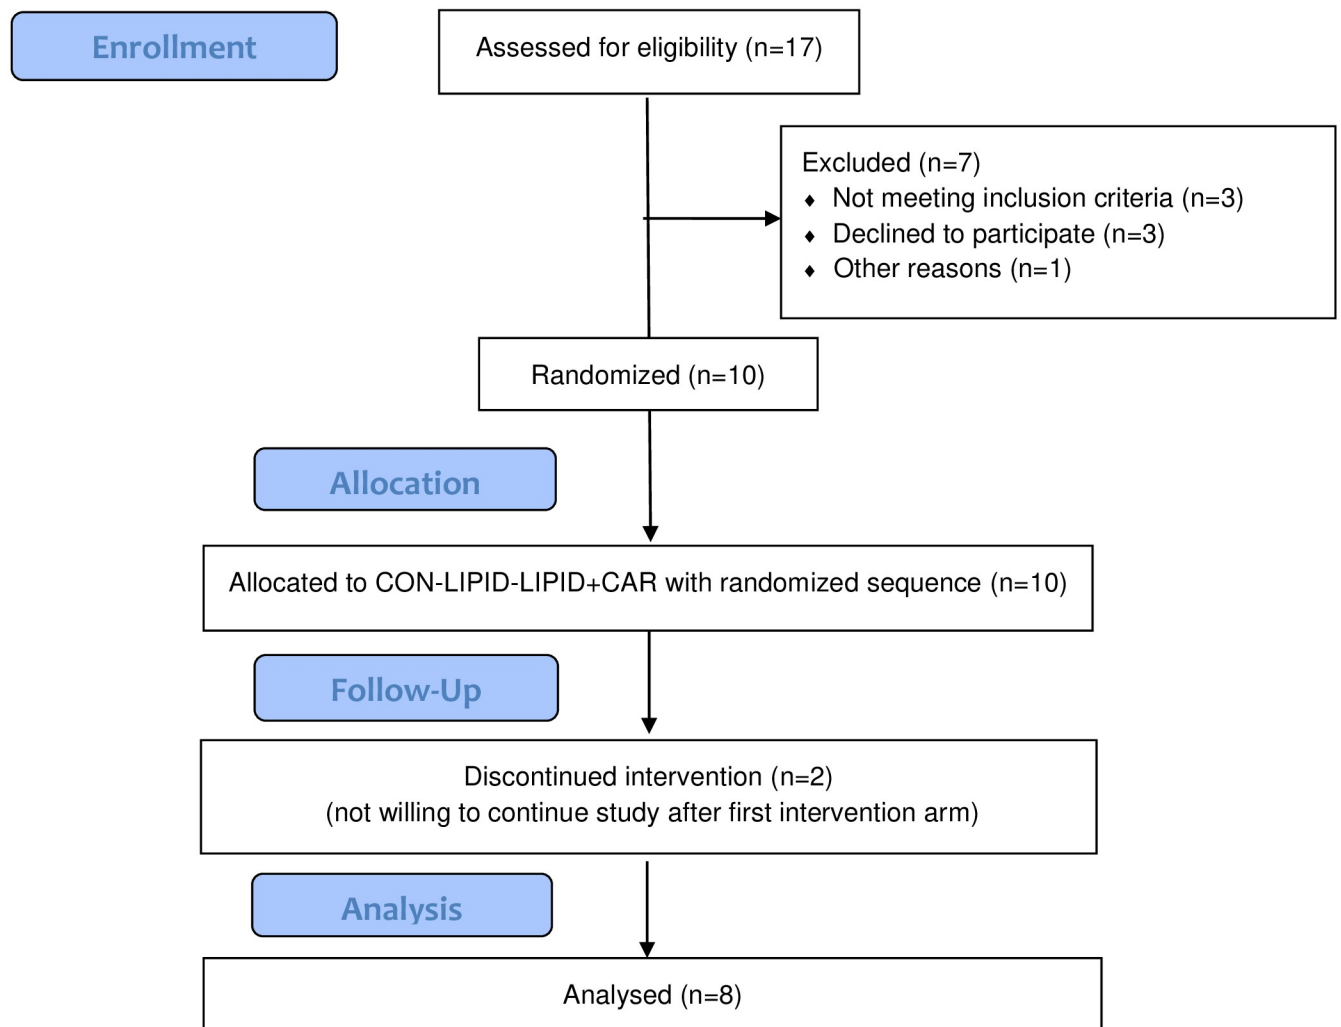 Enrollment
Assessed for eligibility (n=17)
Excluded (n=7)
♦ Not meeting inclusion criteria (n=3)
♦ Declined to participate (n=3)
♦ Other reasons (n=1)
Randomized (n=10)
Allocation
Allocated to CON-LIPID-LIPID+CAR with randomized sequence (n=10)
Follow-Up
Discontinued intervention (n=2)
(not willing to continue study after first intervention arm)
Analysis
Analysed (n=8)